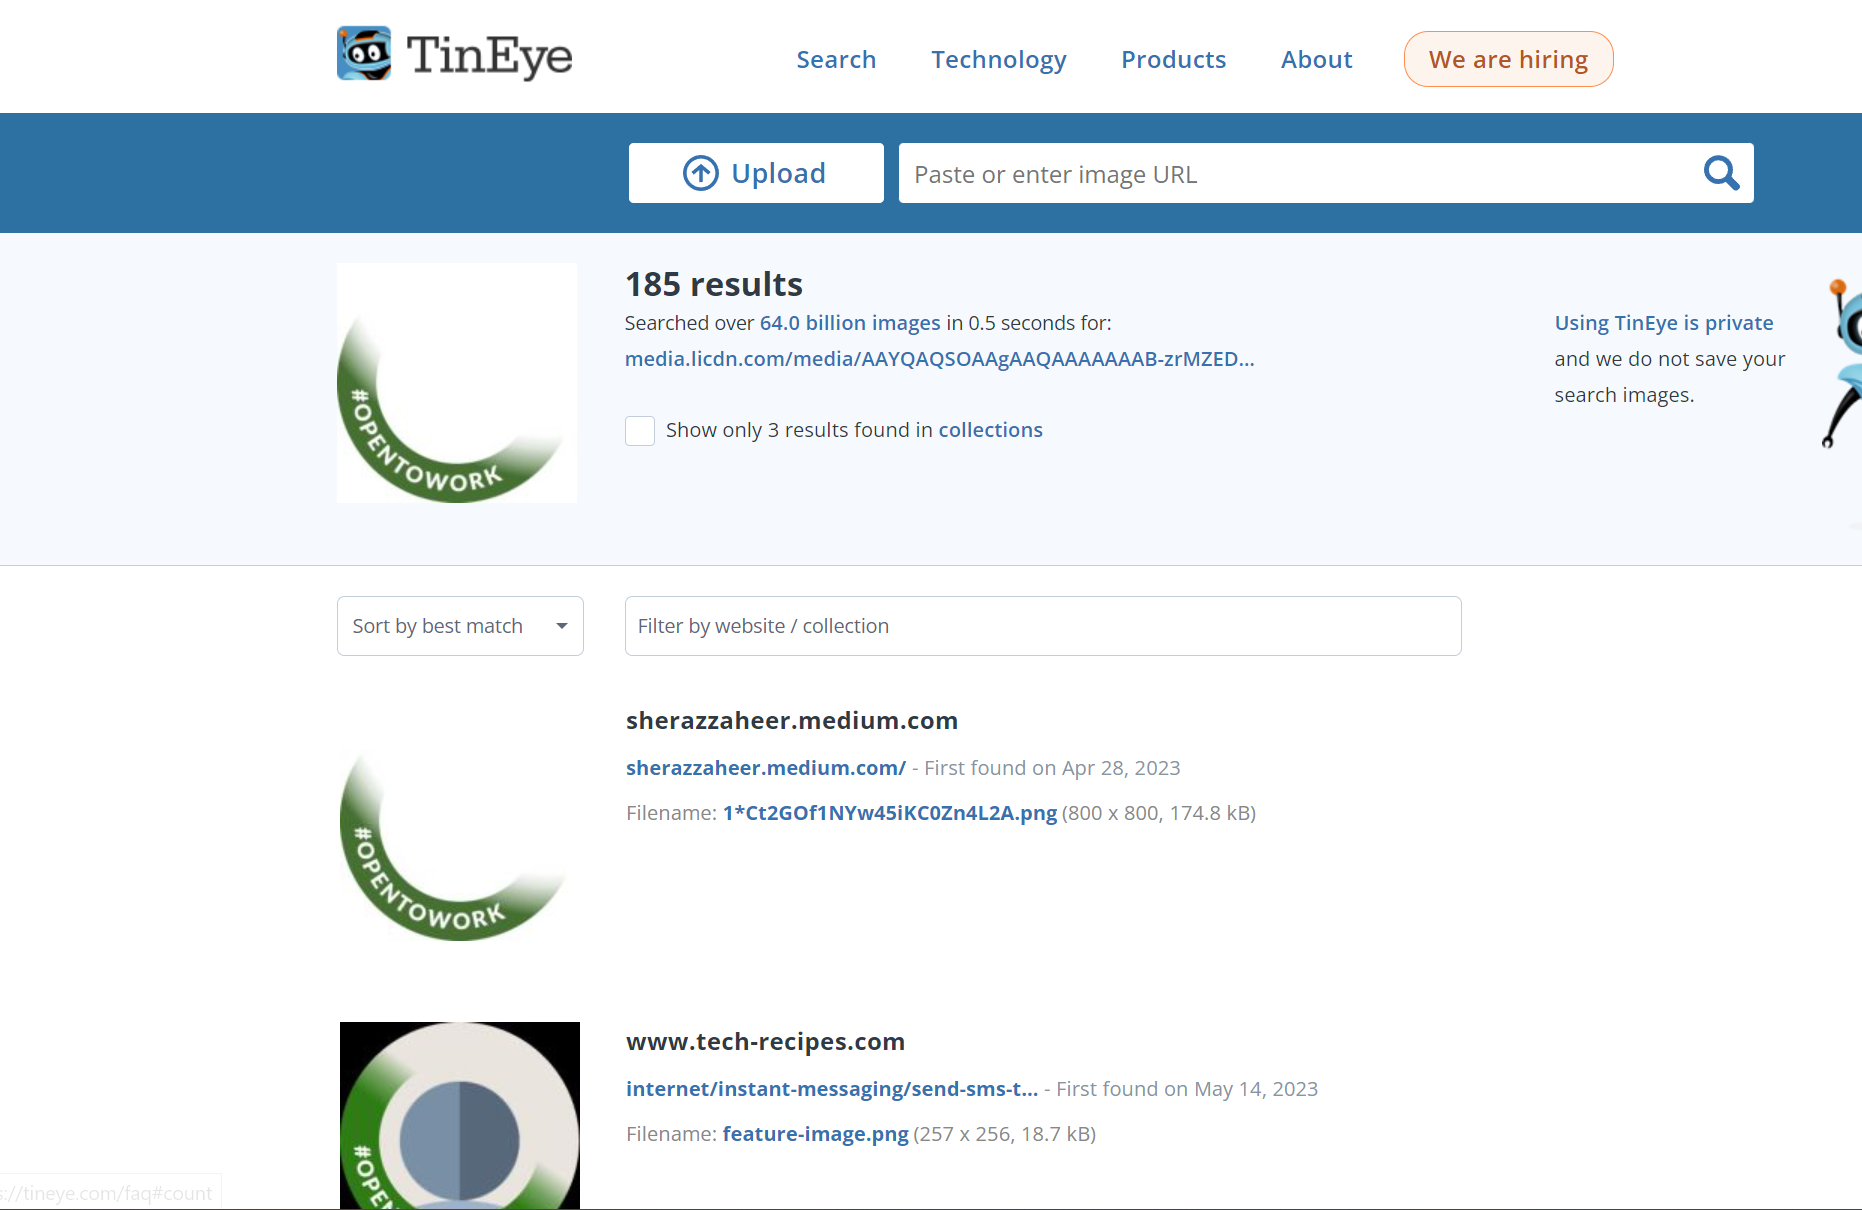 TinEye
Search Technology Products About We are hiring
Upload Paste or enter image URL
185 results
Searched over 64.0 billion images in 0.5 seconds for:
media.licdn.com/media/AAYQAQSOAAgAAQAAAAAAAB-zrMZED...
Show only 3 results found in collections
Using TinEye is private
and we do not save your
search images.
#OPENTOWORK
Sort by best match Filter by website / collection
sherazzaheer.medium.com
sherazzaheer.medium.com/ - First found on Apr 28, 2023
Filename: 1*Ct2GOf1NYw45iKC0Zn4L2A.png (800 x 800, 174.8 kB)
#OPENTOWORK
www.tech-recipes.com
internet/instant-messaging/send-sms-t... - First found on May 14, 2023
Filename: feature-image.png (257 x 256, 18.7 kB)
#OPEN
s://tineye.com/faq#count